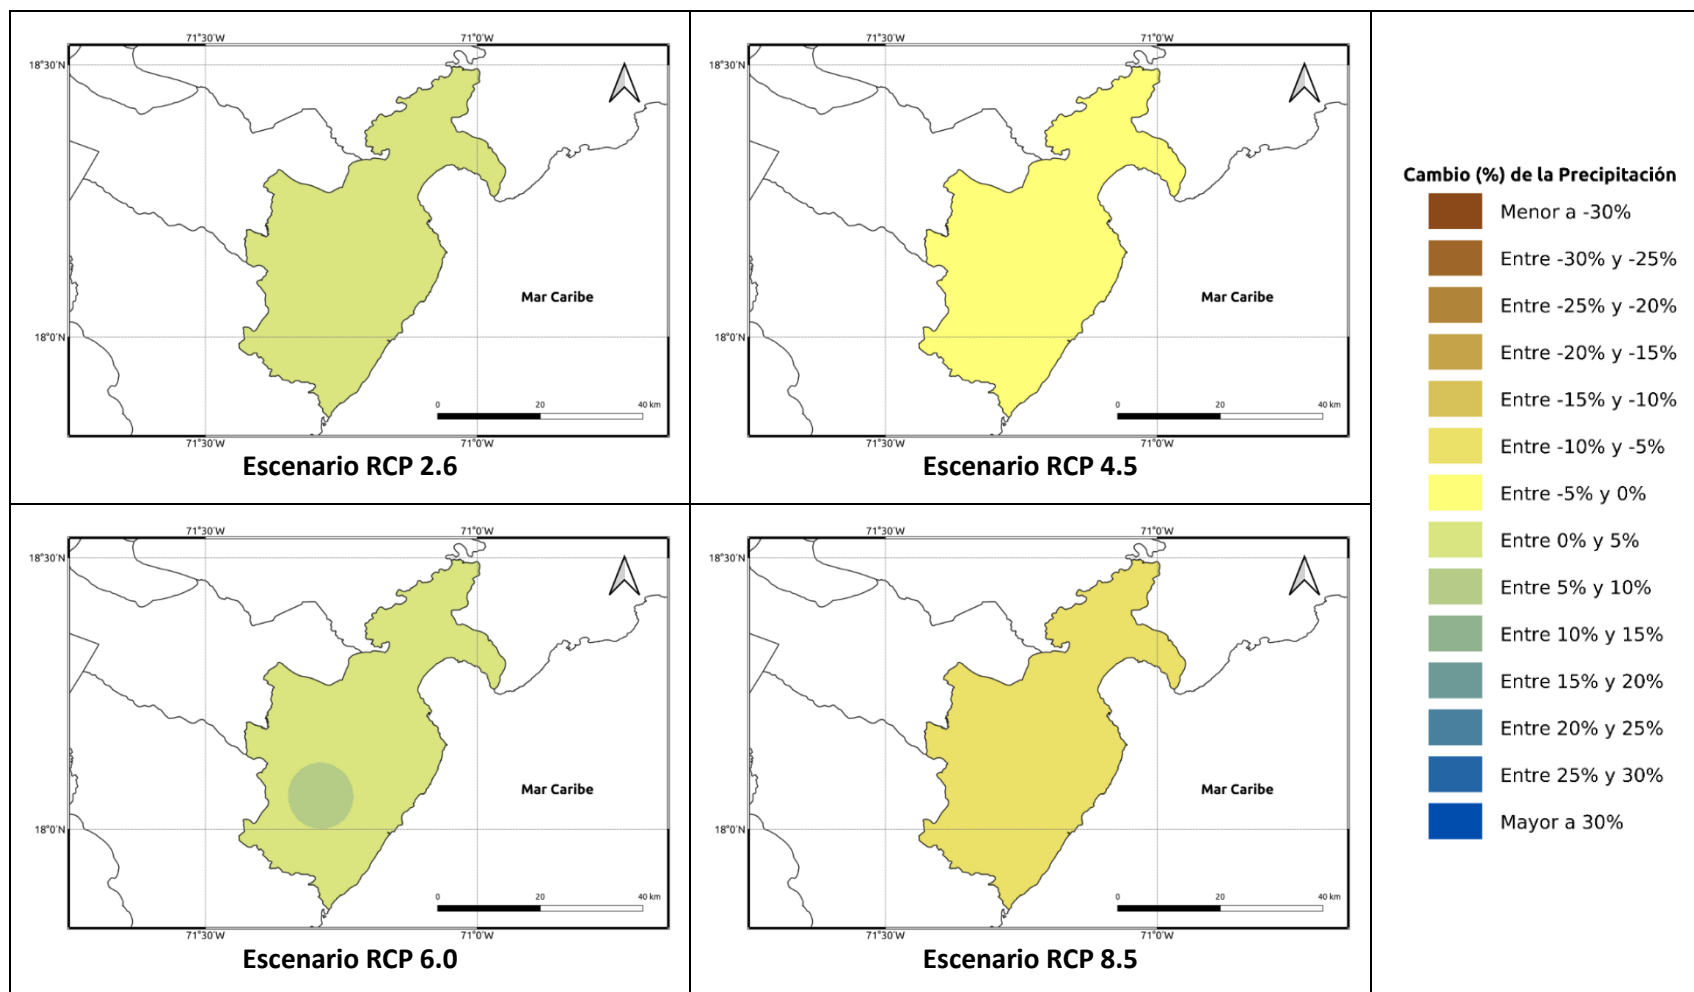 71°30'W 71°0'W
18°30'N
Mar Caribe
18°0'N
0 20 40 km
71°30'W 71°0'W
Escenario RCP 2.6
71°30'W 71°0'W
18°30'N
Mar Caribe
18°0'N
0 20 40 km
71°30'W 71°0'W
Escenario RCP 4.5
71°30'W 71°0'W
18°30'N
Mar Caribe
18°0'N
0 20 40 km
71°30'W 71°0'W
Escenario RCP 6.0
71°30'W 71°0'W
18°30'N
Mar Caribe
18°0'N
0 20 40 km
71°30'W 71°0'W
Escenario RCP 8.5
Cambio (%) de la Precipitación
Menor a -30%
Entre -30% y -25%
Entre -25% y -20%
Entre -20% y -15%
Entre -15% y -10%
Entre -10% y -5%
Entre -5% y 0%
Entre 0% y 5%
Entre 5% y 10%
Entre 10% y 15%
Entre 15% y 20%
Entre 20% y 25%
Entre 25% y 30%
Mayor a 30%